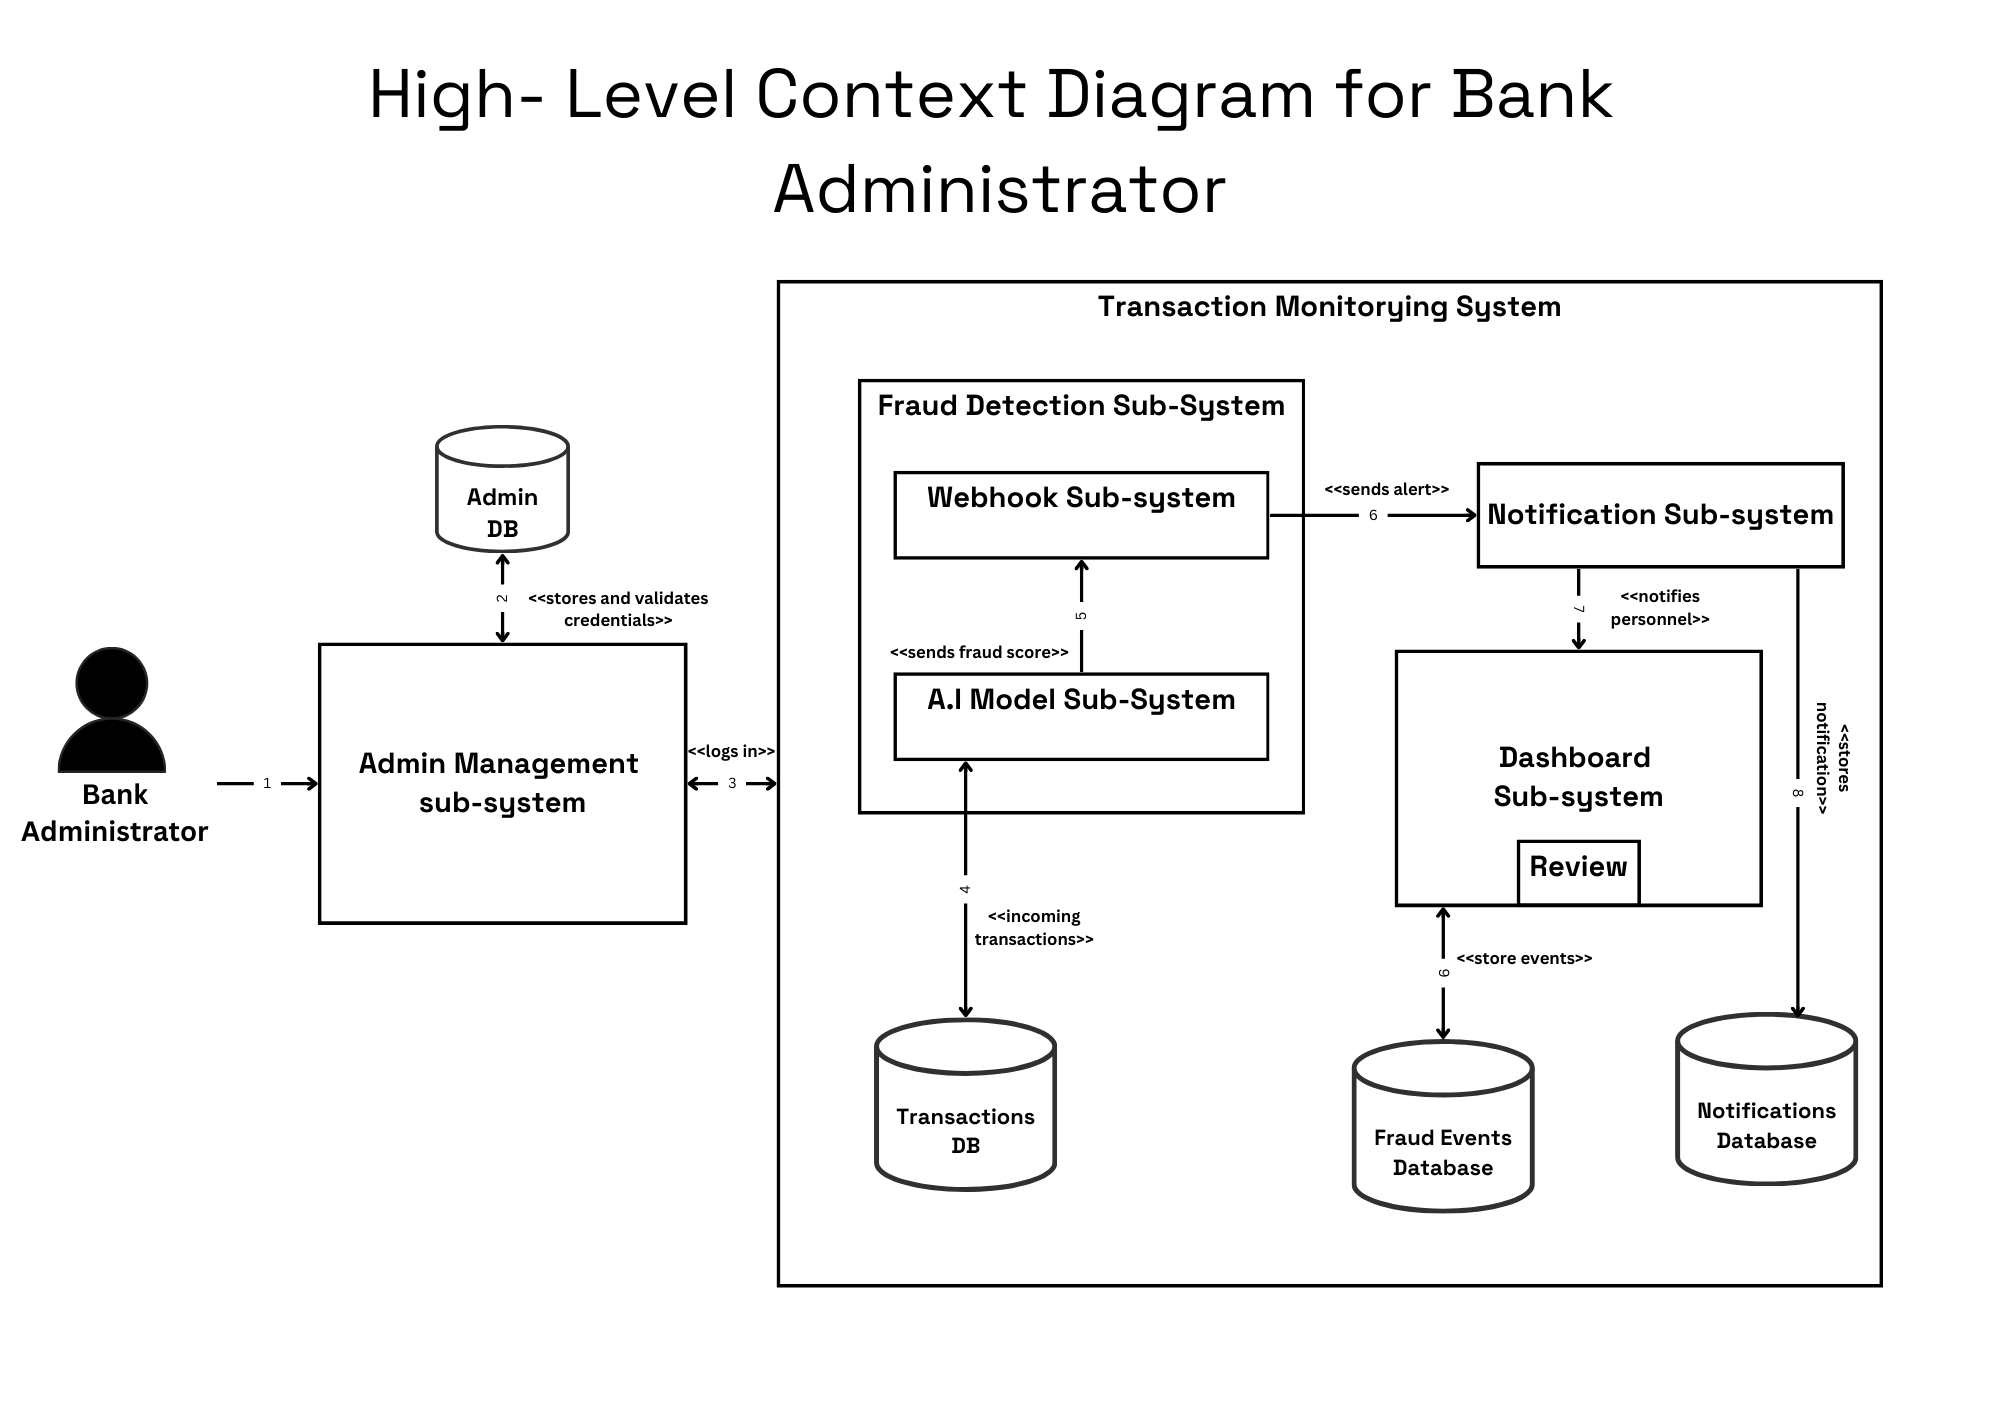 High- Level Context Diagram for Bank
Administrator
Transaction Monitorying System
Fraud Detection Sub-System
Webhook Sub-system
<<sends alert>>
6
Notification Sub-system
Admin
DB
2
<<stores and validates
credentials>>
5
<<sends fraud score>>
A.I Model Sub-System
7
<<notifies
personnel>>
<<stores
notification>>
8
Bank
Administrator
1
Admin Management
sub-system
<<logs in>>
3
Dashboard
Sub-system
Review
4
<<incoming
transactions>>
9
<<store events>>
Transactions
DB
Fraud Events
Database
Notifications
Database